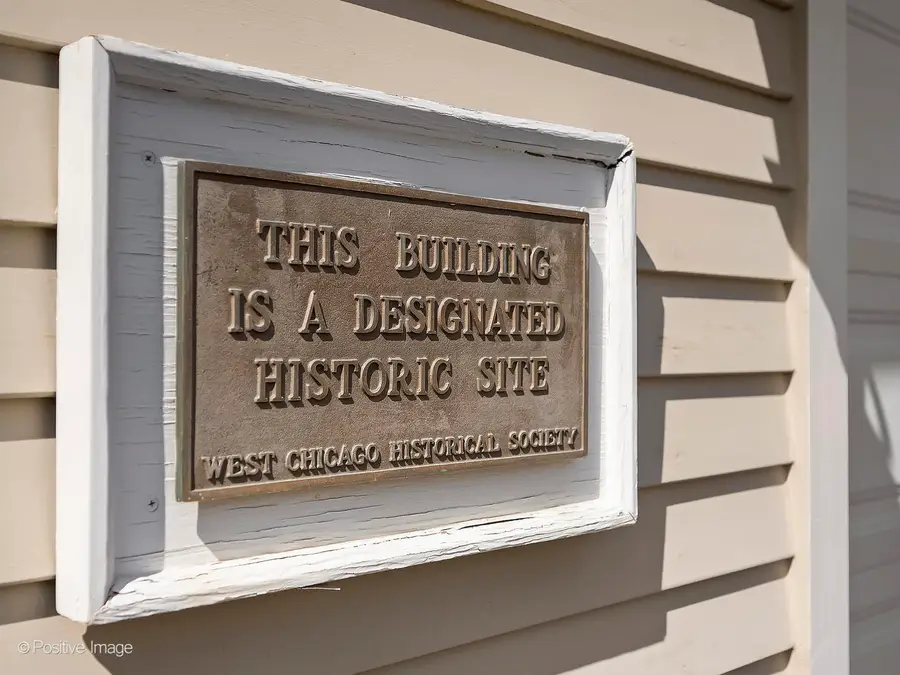 THIS BUILDING
IS A DESIGNATED
HISTORIC SITE
WEST CHICAGO HISTORICAL SOCIETY
©Positive Image